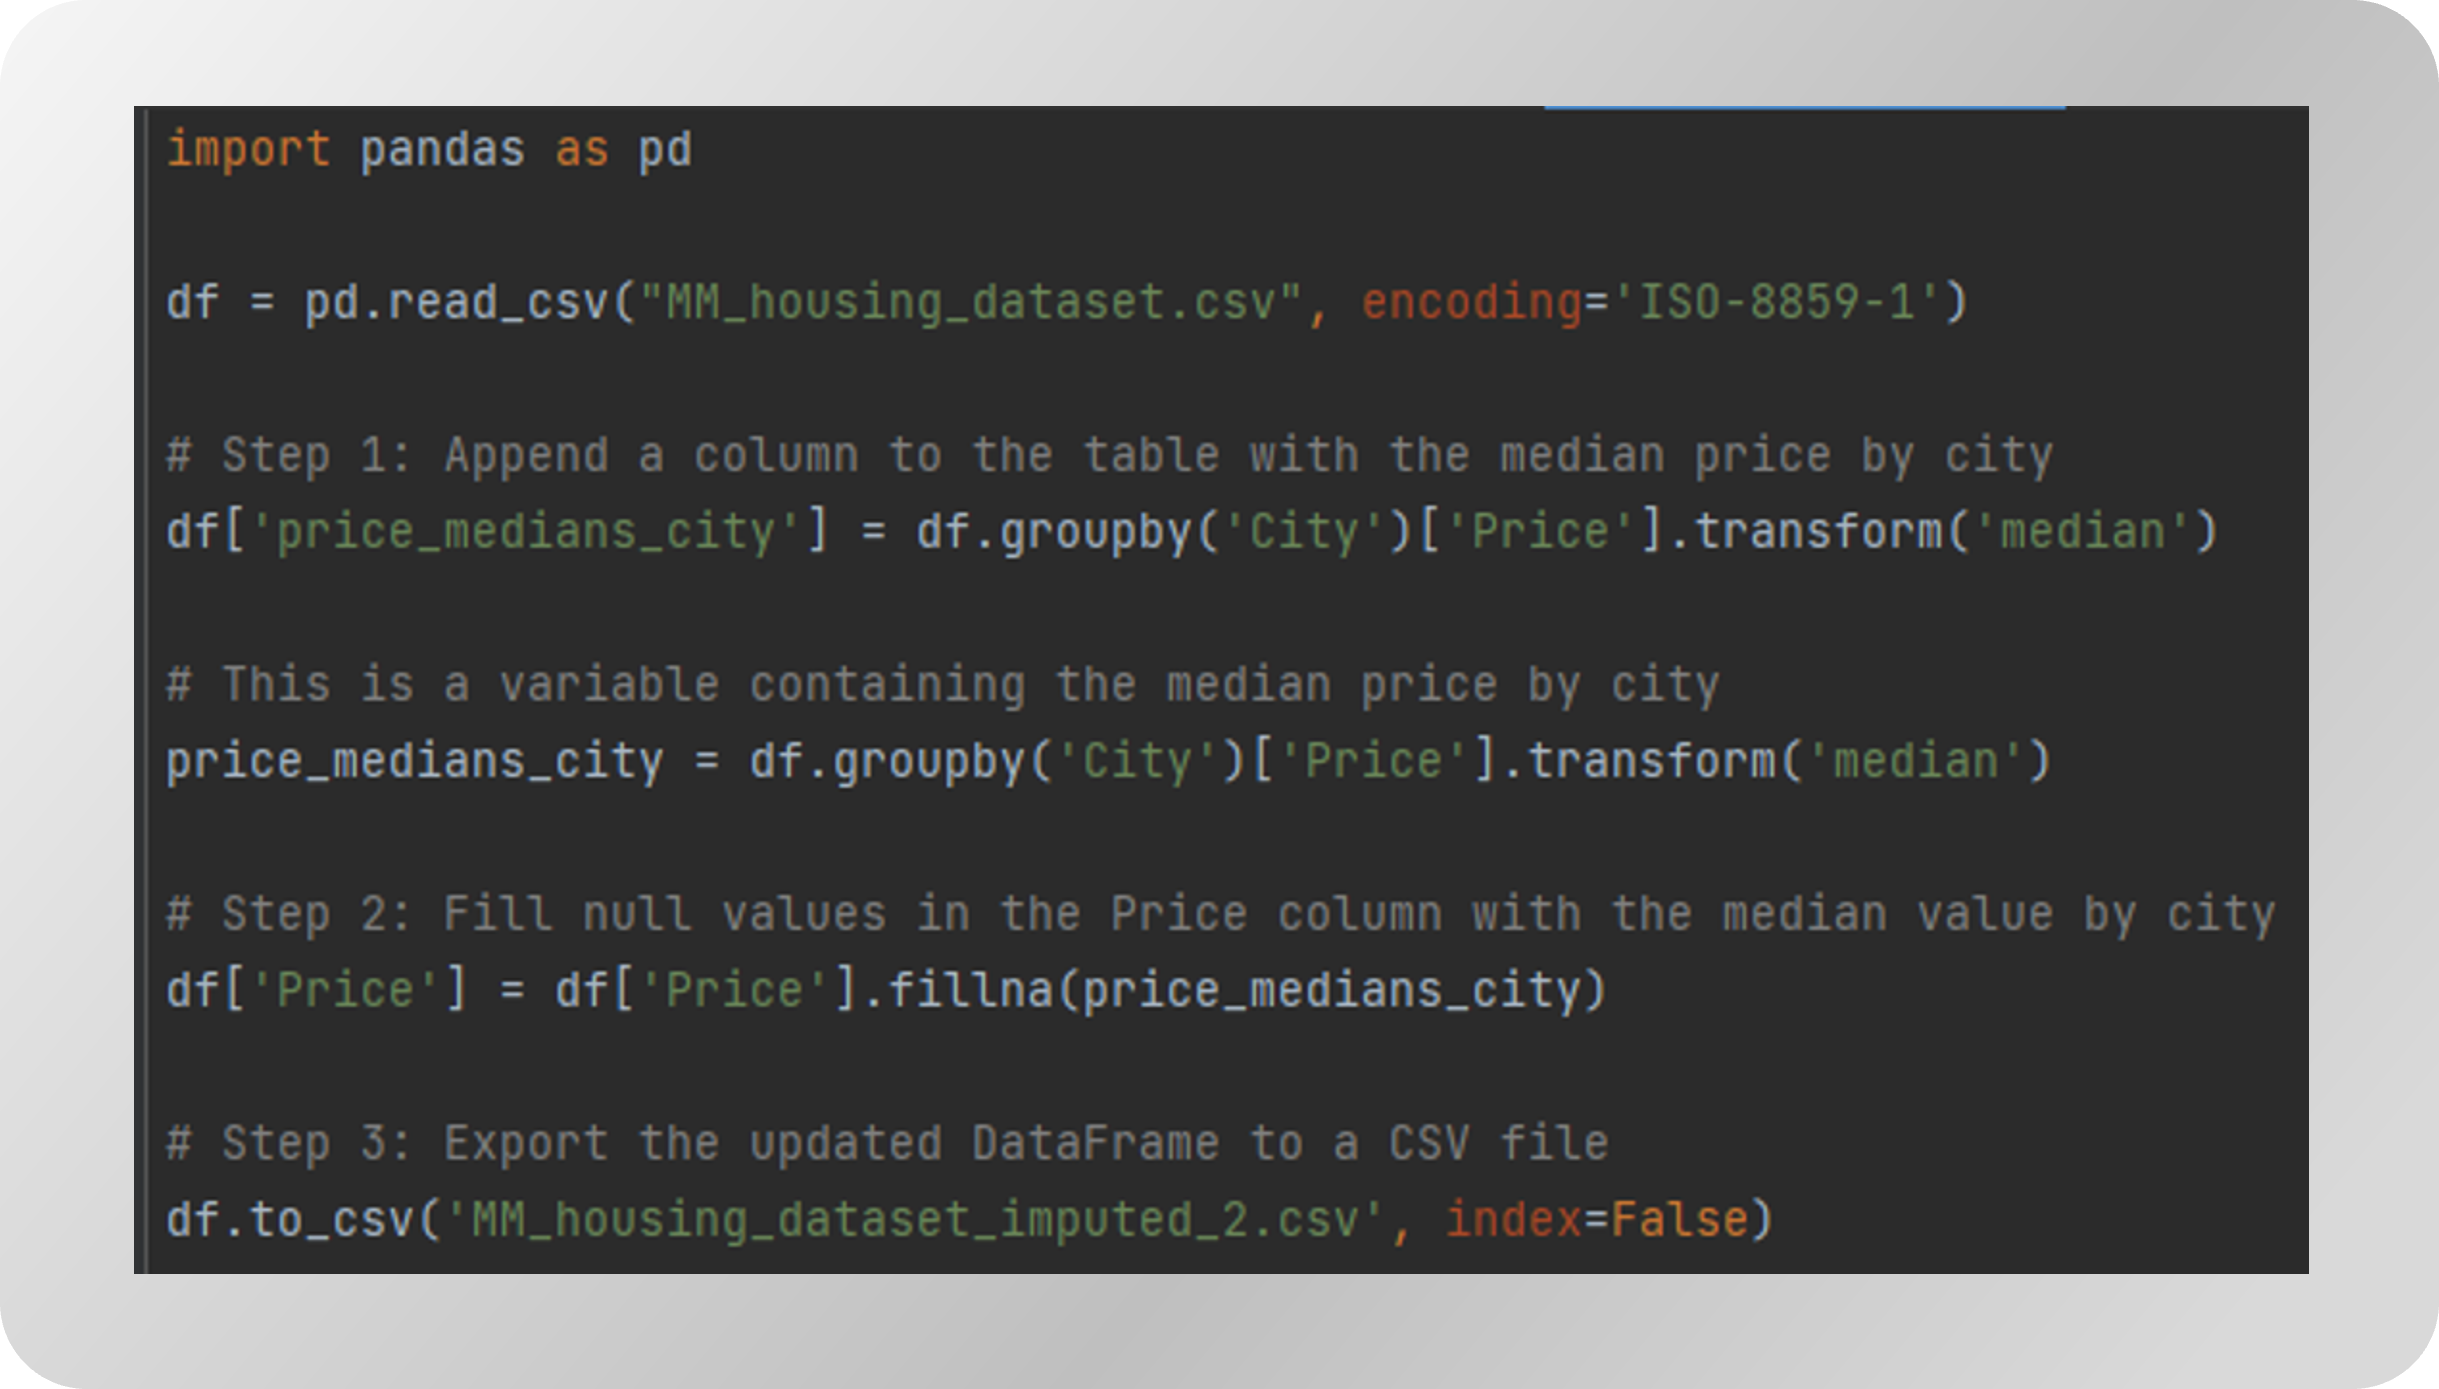 import pandas as pd
df = pd.read_csv("MM_housing_dataset.csv", encoding='ISO-8859-1')
# Step 1: Append a column to the table with the median price by city
df['price_medians_city'] = df.groupby('City')['Price'].transform('median')
# This is a variable containing the median price by city
price_medians_city = df.groupby('City')['Price'].transform('median')
# Step 2: Fill null values in the Price column with the median value by city
df['Price'] = df['Price'].fillna(price_medians_city)
# Step 3: Export the updated DataFrame to a CSV file
df.to_csv('MM_housing_dataset_imputed_2.csv', index=False)